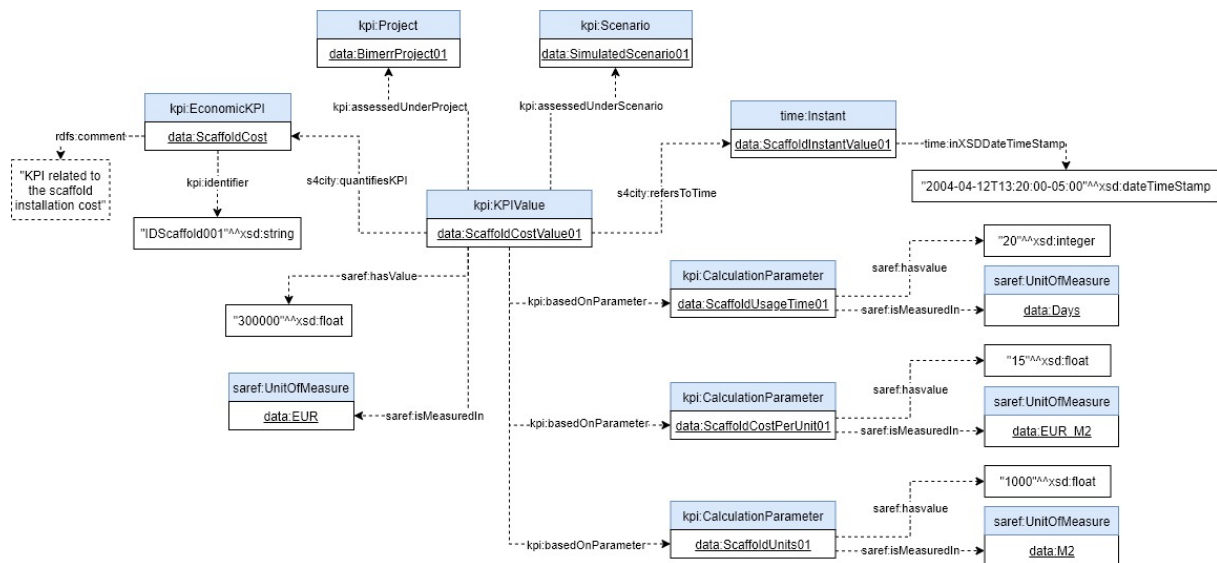 kpi:Project
data:BimerrProject01
kpi:Scenario
data:SimulatedScenario01
kpi:assessedUnderProject
kpi:assessedUnderScenario
kpi:EconomicKPI
data:ScaffoldCost
rdfs:comment
"KPI related to
the scaffold
installation cost"
kpi:identifier
"IDScaffold001"^^xsd:string
s4city:quantifiesKPI
time:Instant
data:ScaffoldInstantValue01
time:inXSDDateTimeStamp
"2004-04-12T13:20:00-05:00"^^xsd:dateTimeStamp
s4city:refersToTime
kpi:KPIValue
data:ScaffoldCostValue01
saref:hasValue
"300000"^^xsd:float
saref:UnitOfMeasure
data:EUR
saref:isMeasuredIn
kpi:basedOnParameter
kpi:CalculationParameter
data:ScaffoldUsageTime01
saref:hasvalue
"20"^^xsd:integer
saref:isMeasuredIn
saref:UnitOfMeasure
data:Days
kpi:basedOnParameter
kpi:CalculationParameter
data:ScaffoldCostPerUnit01
saref:hasvalue
"15"^^xsd:float
saref:isMeasuredIn
saref:UnitOfMeasure
data:EUR_M2
kpi:basedOnParameter
kpi:CalculationParameter
data:ScaffoldUnits01
saref:hasvalue
"1000"^^xsd:float
saref:isMeasuredIn
saref:UnitOfMeasure
data:M2